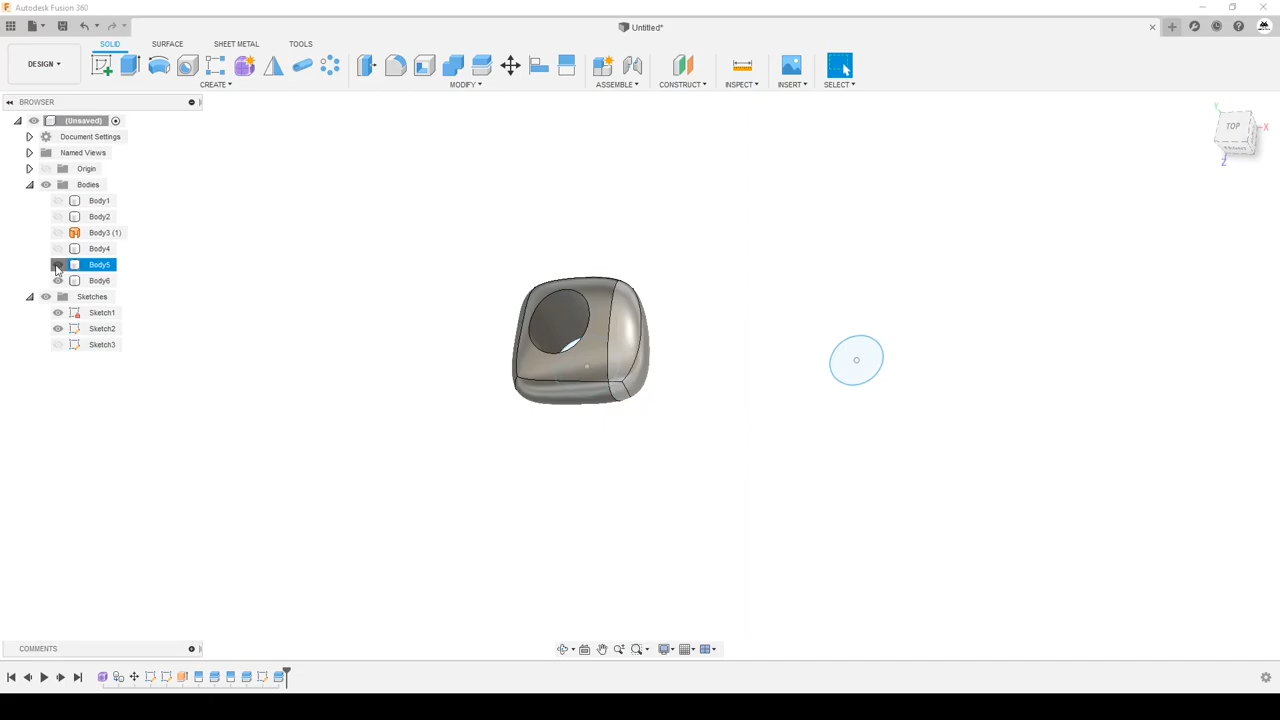 Autodesk Fusion 360
Untitled*
DESIGN
SOLID
SURFACE
SHEET METAL
TOOLS
CREATE
MODIFY
ASSEMBLE
CONSTRUCT
INSPECT
INSERT
SELECT
BROWSER
(Unsaved)
Document Settings
Named Views
Origin
Bodies
Body1
Body2
Body3 (1)
Body4
Body5
Body6
Sketches
Sketch1
Sketch2
Sketch3
Y
TOP
X
Z
COMMENTS